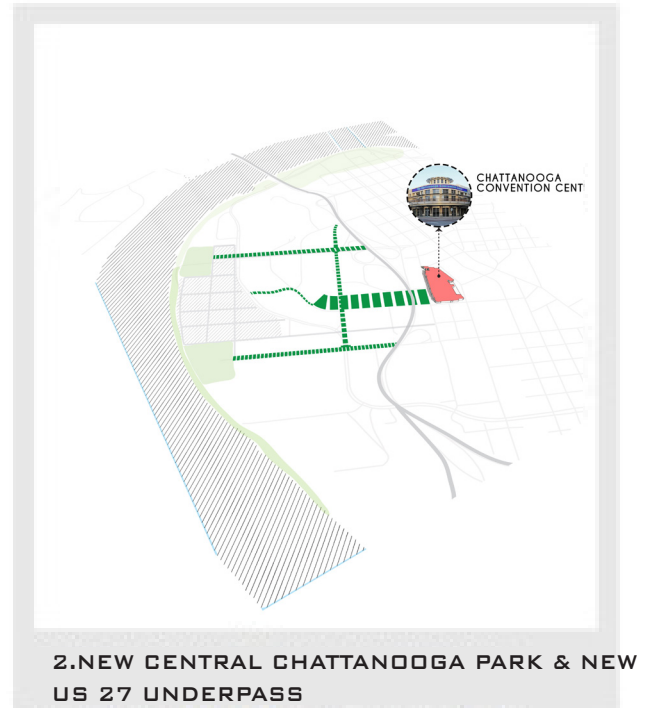 CHATTANOOGA
CONVENTION CENT
2.NEW CENTRAL CHATTANOOGA PARK & NEW
US 27 UNDERPASS